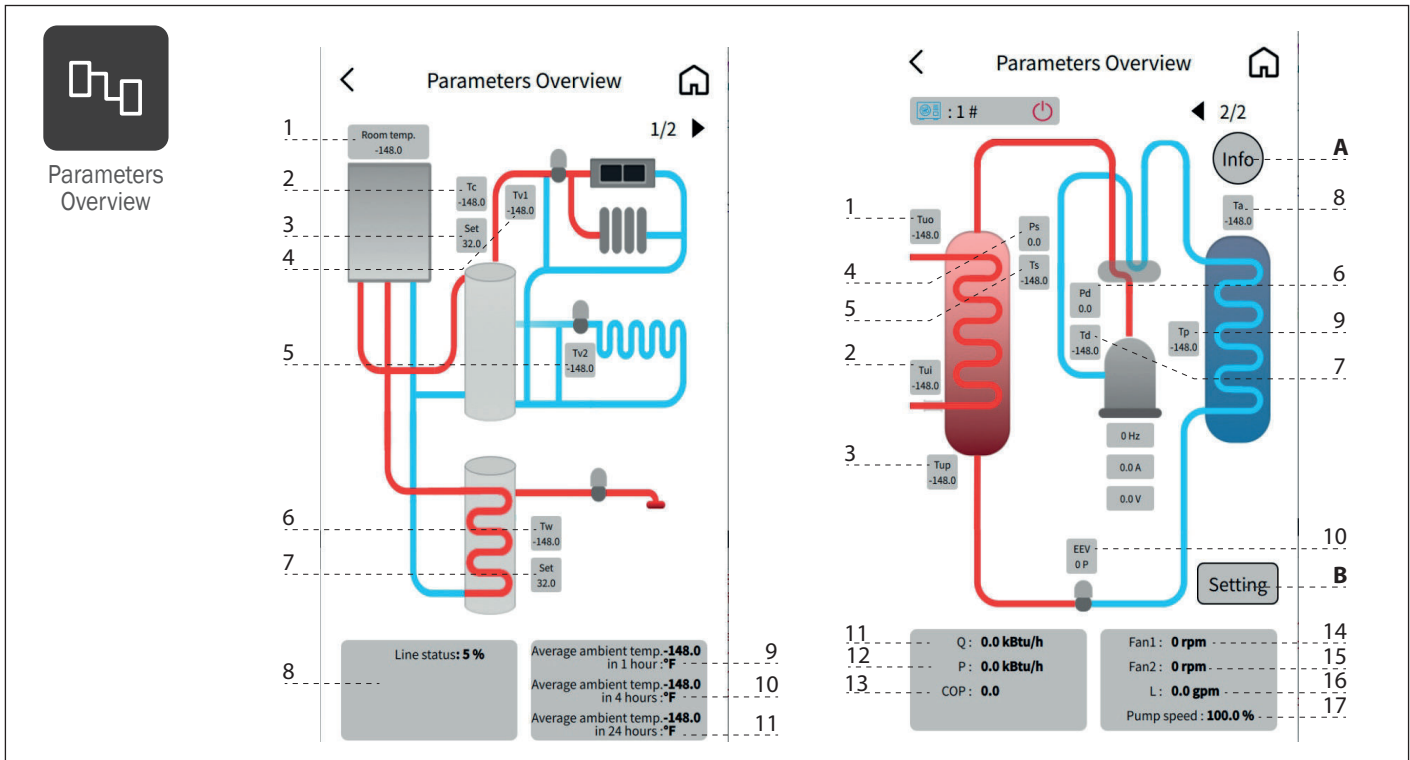 Parameters
Overview
Parameters Overview
1/2
Room temp.
-148.0
Tc
-148.0
Tv1
-148.0
Set
32.0
Tv2
-148.0
Tw
-148.0
Set
32.0
Line status: 5 %
Average ambient temp.-148.0
in 1 hour :°F
Average ambient temp.-148.0
in 4 hours :°F
Average ambient temp.-148.0
in 24 hours :°F
1
2
3
4
5
6
7
8
9
10
11
Parameters Overview
: 1 #
2/2
Info
A
Tuo
-148.0
Ps
0.0
Ts
-148.0
Ta
-148.0
Pd
0.0
Td
-148.0
Tp
-148.0
Tui
-148.0
Tup
-148.0
0 Hz
0.0 A
0.0 V
EEV
0 P
Setting
B
Q : 0.0 kBtu/h
P : 0.0 kBtu/h
COP : 0.0
Fan1 : 0 rpm
Fan2 : 0 rpm
L : 0.0 gpm
Pump speed : 100.0 %
1
4
5
2
3
8
6
9
7
10
11
12
13
14
15
16
17